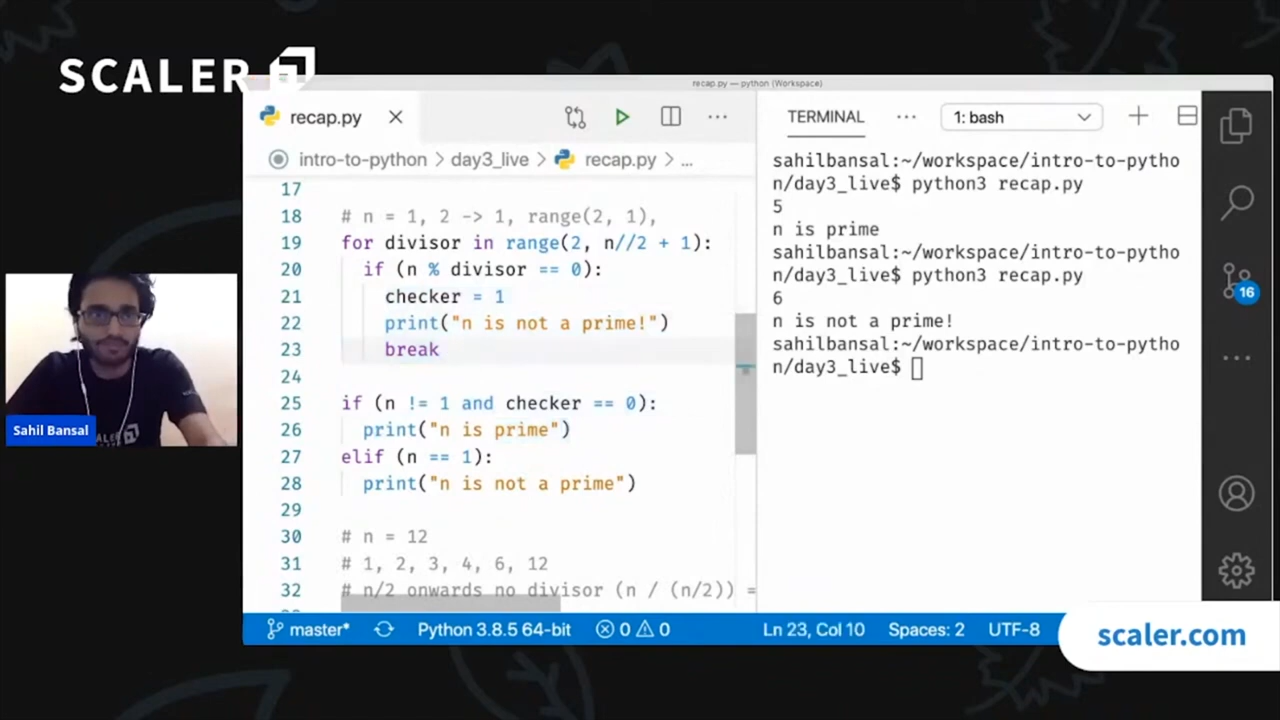 SCALER
recap.py — python (Workspace)
recap.py
TERMINAL
1: bash
intro-to-python > day3_live > recap.py > ...
17
18 # n = 1, 2 -> 1, range(2, 1),
19 for divisor in range(2, n//2 + 1):
20 if (n % divisor == 0):
21 checker = 1
22 print("n is not a prime!")
23 break
24
25 if (n != 1 and checker == 0):
26 print("n is prime")
27 elif (n == 1):
28 print("n is not a prime")
29
30 # n = 12
31 # 1, 2, 3, 4, 6, 12
32 # n/2 onwards no divisor (n / (n/2)) =
sahilbansal:~/workspace/intro-to-pytho
n/day3_live$ python3 recap.py
5
n is prime
sahilbansal:~/workspace/intro-to-pytho
n/day3_live$ python3 recap.py
6
n is not a prime!
sahilbansal:~/workspace/intro-to-pytho
n/day3_live$
16
Sahil Bansal
master* Python 3.8.5 64-bit 0 0 Ln 23, Col 10 Spaces: 2 UTF-8
scaler.com